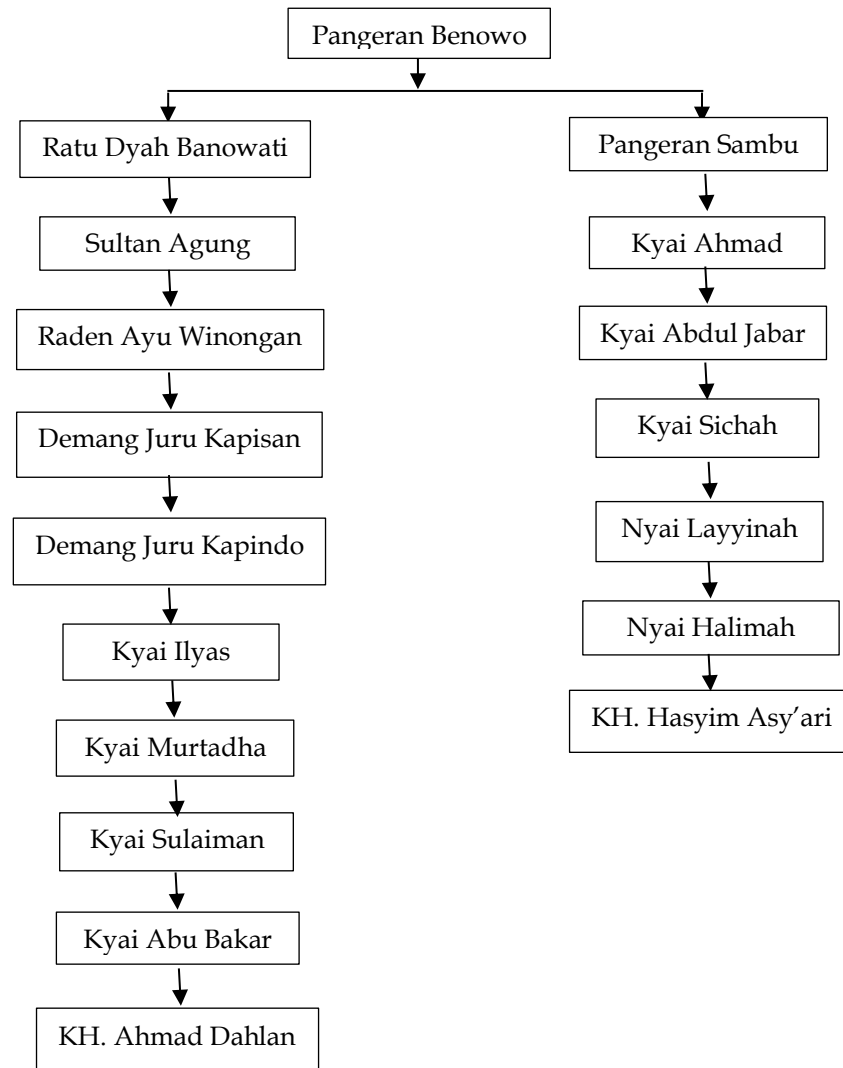 Pangeran Benowo
Ratu Dyah Banowati
Sultan Agung
Raden Ayu Winongan
Demang Juru Kapisan
Demang Juru Kapindo
Kyai Ilyas
Kyai Murtadha
Kyai Sulaiman
Kyai Abu Bakar
KH. Ahmad Dahlan
Pangeran Sambu
Kyai Ahmad
Kyai Abdul Jabar
Kyai Sichah
Nyai Layyinah
Nyai Halimah
KH. Hasyim Asy’ari